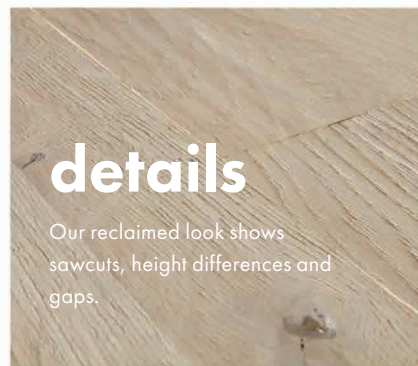 details
Our reclaimed look shows
sawcuts, height differences and
gaps.